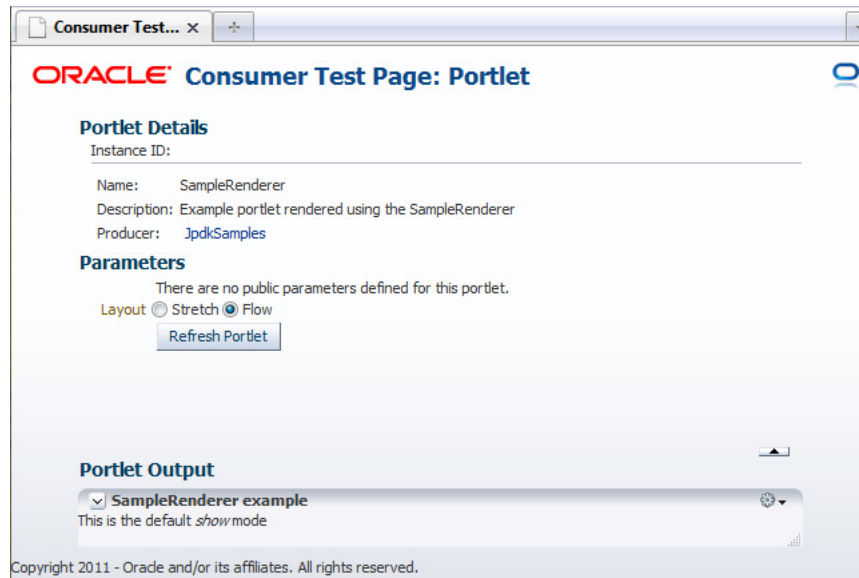 Consumer Test...
ORACLE Consumer Test Page: Portlet
Portlet Details
Instance ID:
Name: SampleRenderer
Description: Example portlet rendered using the SampleRenderer
Producer: JpdkSamples
Parameters
There are no public parameters defined for this portlet.
Layout Stretch Flow
Refresh Portlet
Portlet Output
SampleRenderer example
This is the default show mode
Copyright 2011 - Oracle and/or its affiliates. All rights reserved.